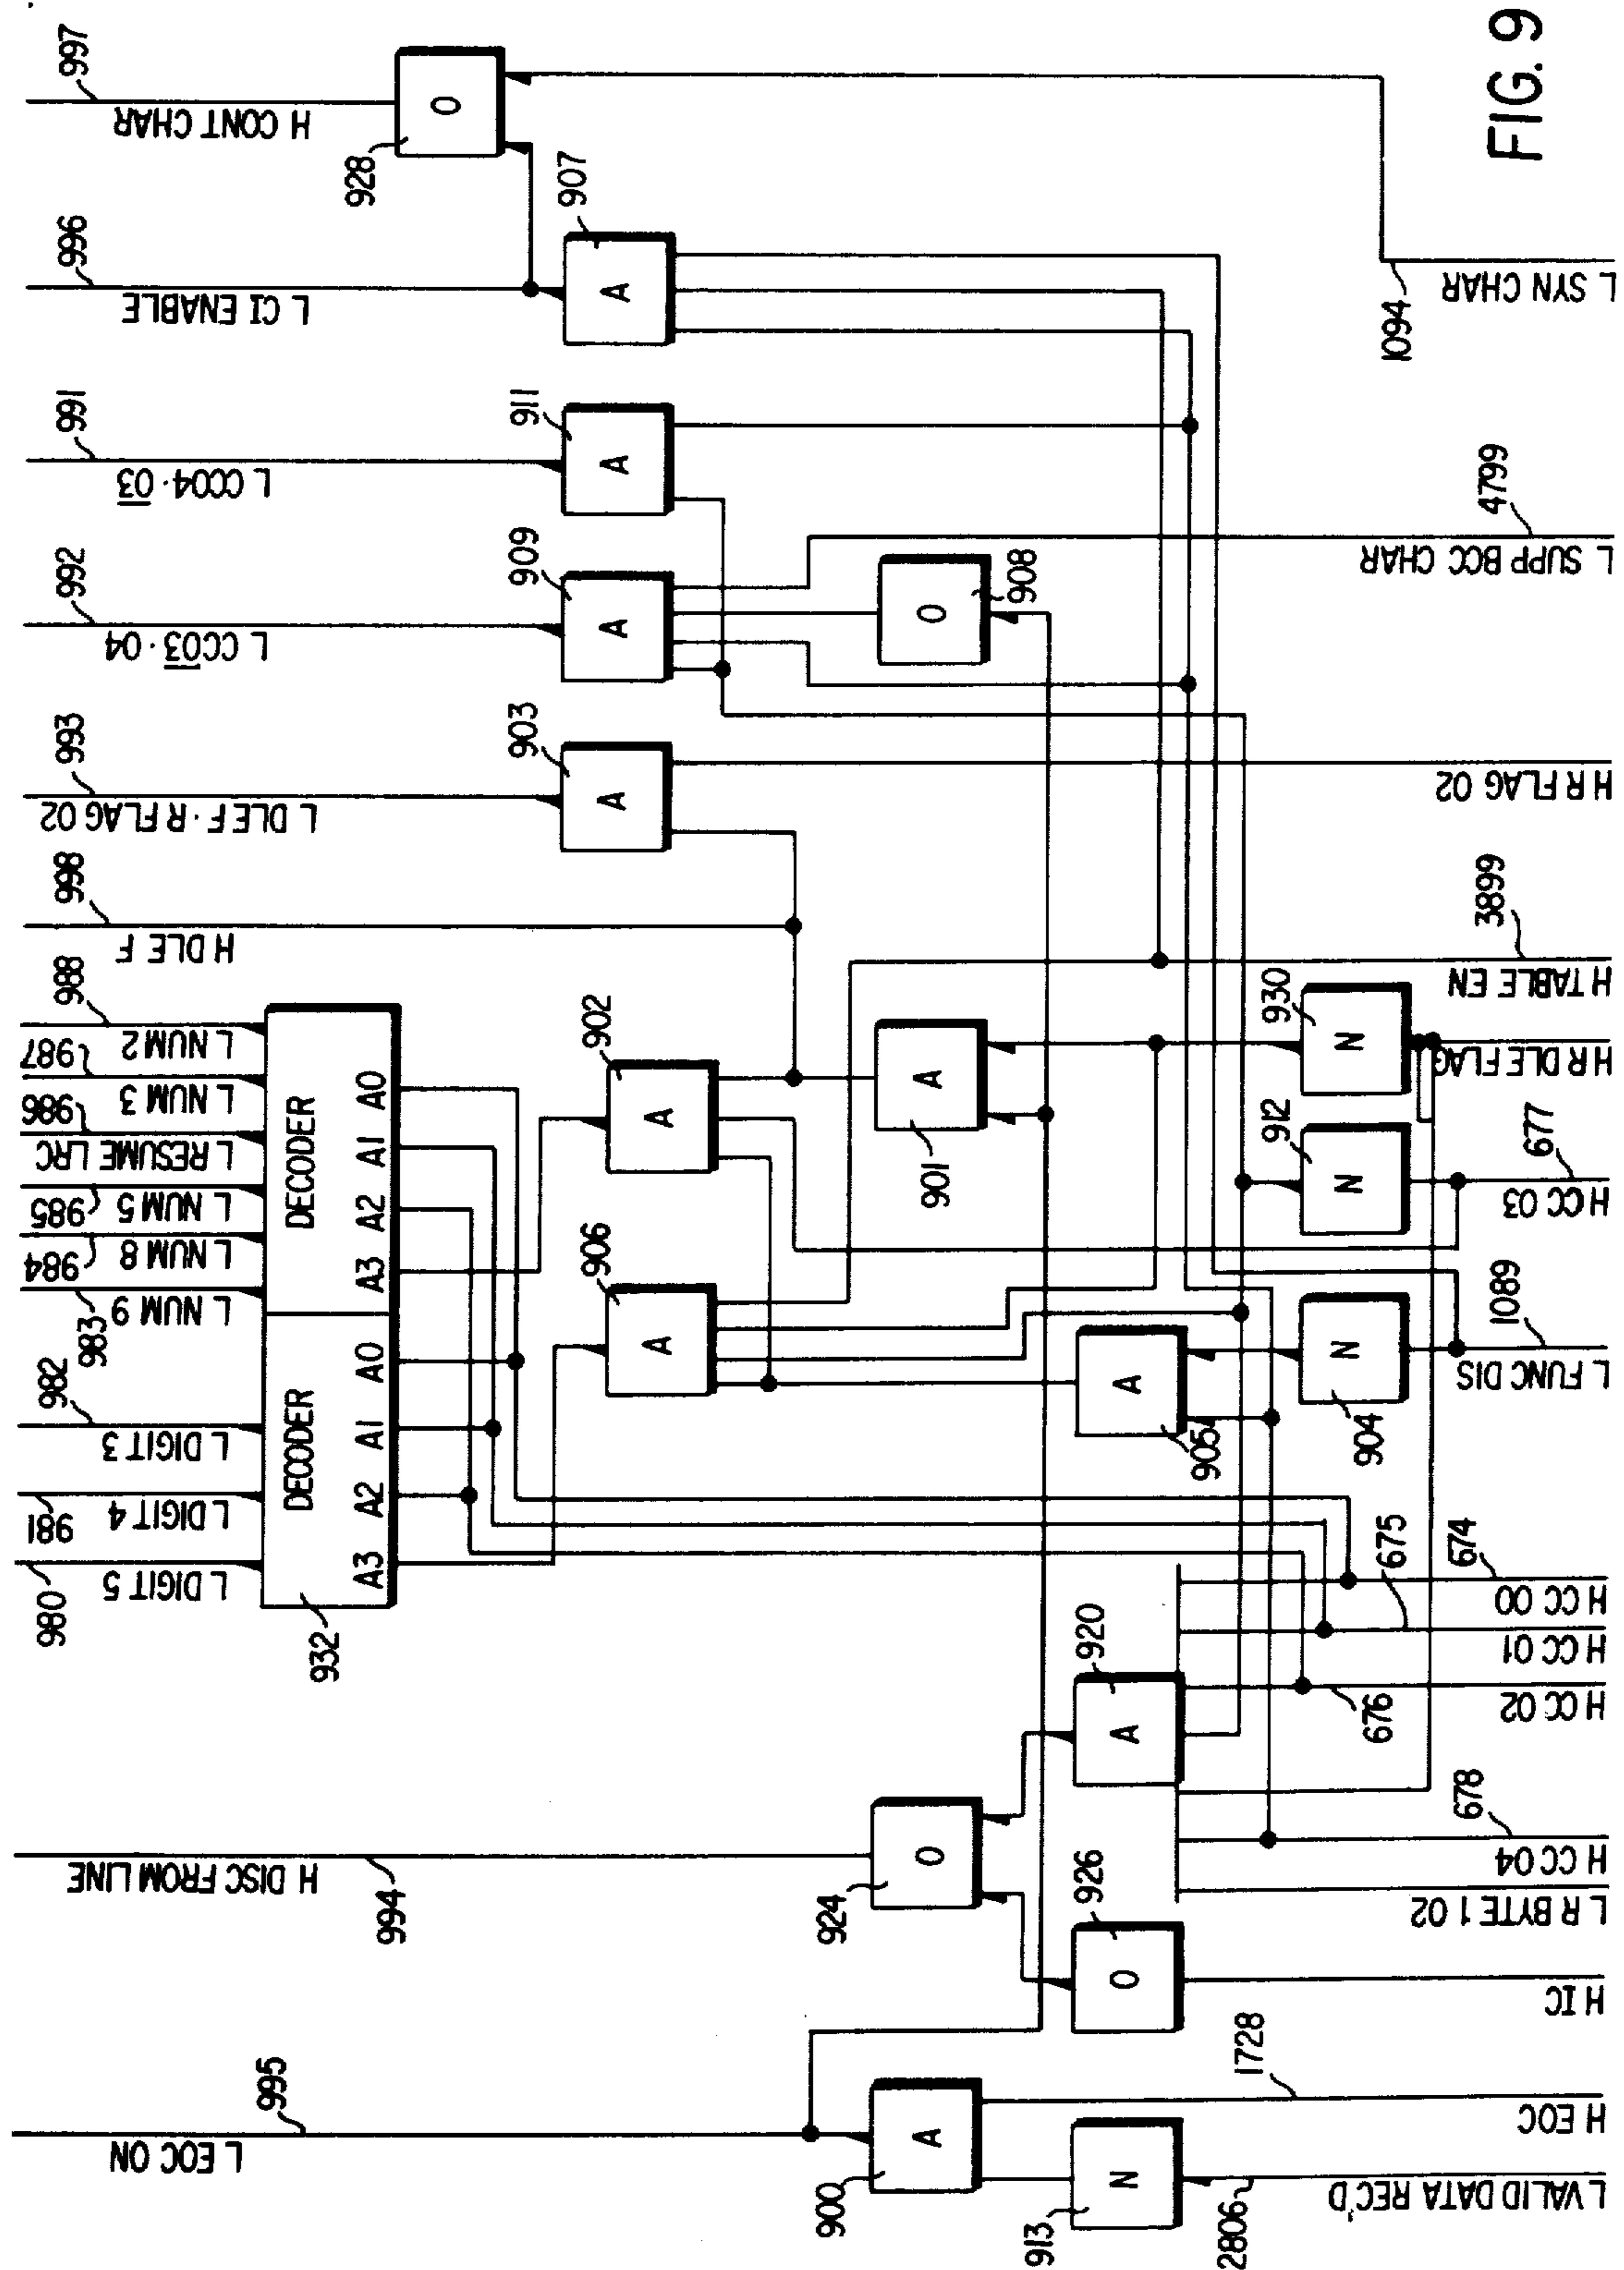 997
H CONT CHAR
996
L CI ENABLE
991
L CC04·03
992
L CC03·04
993
L DLE F·R FLAG 02
998
H DLE F
988
L NUM 2
987
L NUM 3
986
L RESUME LRC
985
L NUM 5
984
L NUM 8
983
L NUM 9
982
L DIGIT 3
981
L DIGIT 4
980
L DIGIT 5
994
H DISC FROM LINE
995
L EOC ON
O
928
A
907
A
911
A
909
A
903
DECODER
A0
A1
A2
A3
DECODER
A0
A1
A2
A3
932
A
902
A
906
O
908
A
901
O
924
A
900
A
905
A
920
O
926
N
913
N
930
N
912
N
904
1094
L SYN CHAR
4799
L SUPP BCC CHAR
H R FLAG 02
3899
H TABLE EN
H R DLE FLAG
677
H CC 03
1089
L FUNC DIS
674
H CC 00
675
H CC 01
676
H CC 02
678
H CC 04
L R BYTE 1 02
H IC
1728
H EOC
2806
L VALID DATA REC'D
FIG. 9